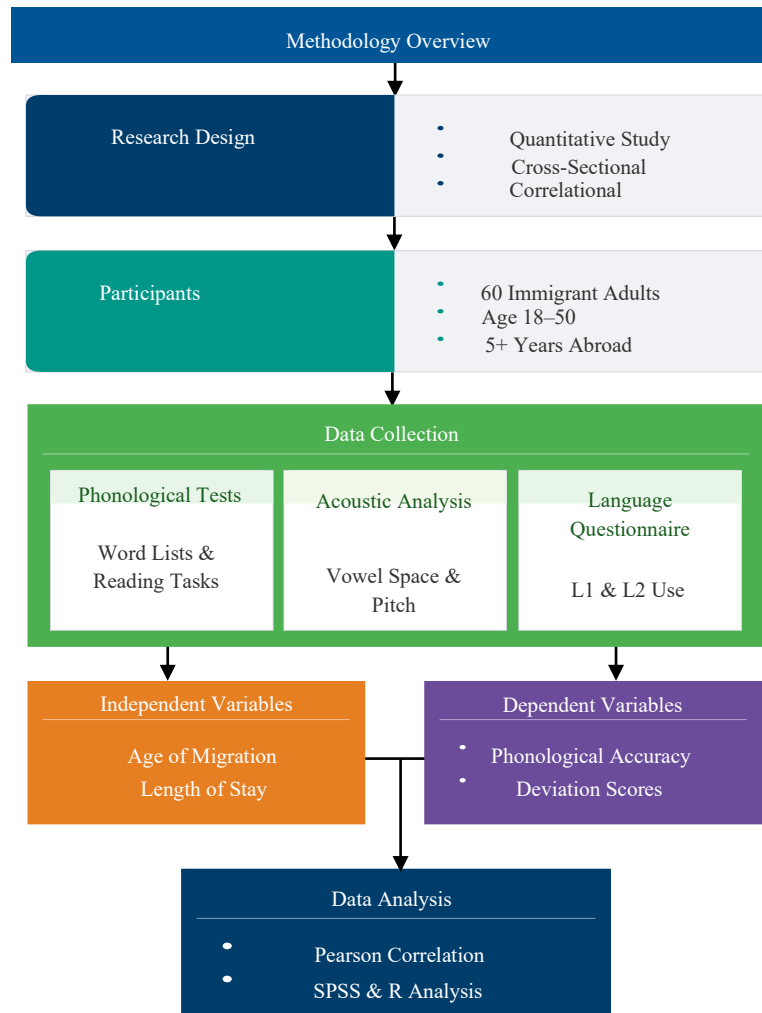 Methodology Overview
Research Design
• Quantitative Study
• Cross-Sectional
• Correlational
Participants
• 60 Immigrant Adults
• Age 18–50
• 5+ Years Abroad
Data Collection
Phonological Tests
Word Lists &
Reading Tasks
Acoustic Analysis
Vowel Space &
Pitch
Language
Questionnaire
L1 & L2 Use
Independent Variables
Age of Migration
Length of Stay
Dependent Variables
• Phonological Accuracy
• Deviation Scores
Data Analysis
• Pearson Correlation
• SPSS & R Analysis